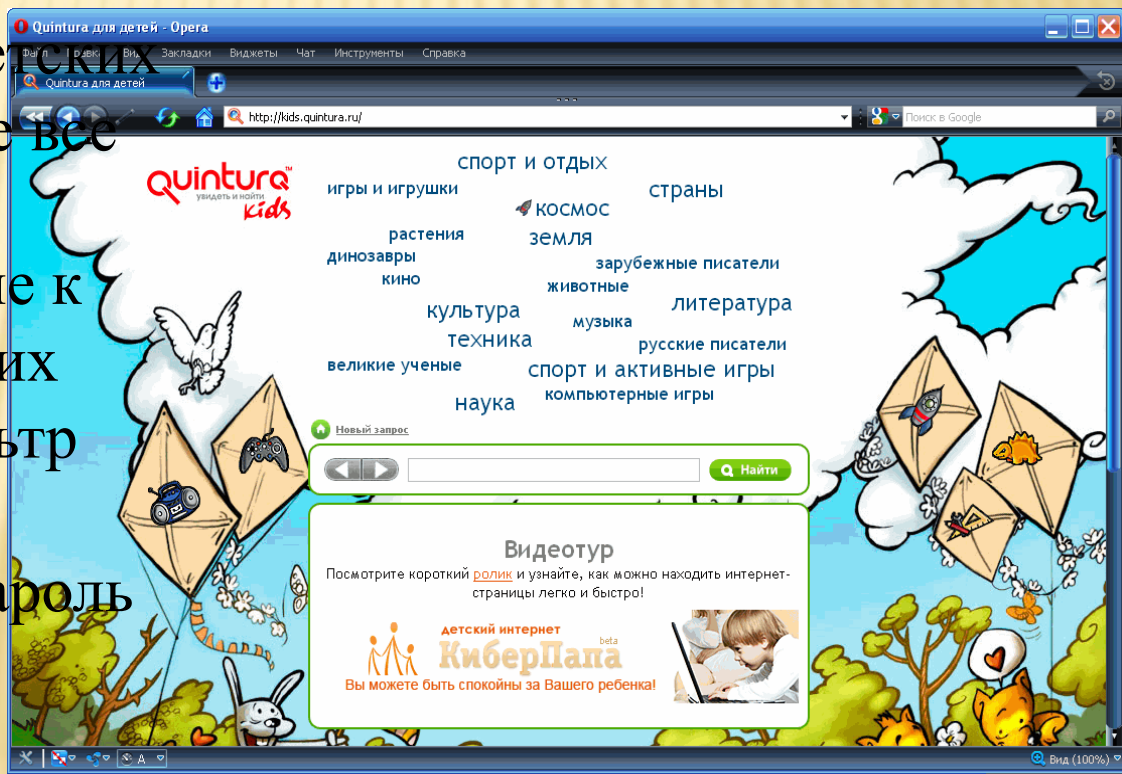 Quintura для детей - Opera
Файл Правка Вид Закладки Виджеты Чат Инструменты Справка
Quintura для детей
http://kids.quintura.ru/
Поиск в Google
все
е к
их
ьтр
ароль
quintura™
увидеть и найти
kids
спорт и отдых
игры и игрушки
страны
космос
растения
земля
динозавры
зарубежные писатели
кино
животные
литература
культура
музыка
техника
русские писатели
великие ученые
спорт и активные игры
компьютерные игры
наука
Новый запрос
Найти
Видеотур
Посмотрите короткий ролик и узнайте, как можно находить интернет-
страницы легко и быстро!
детский интернет
beta
КиберПапа
Вы можете быть спокойны за Вашего ребенка!
A
Вид (100%)